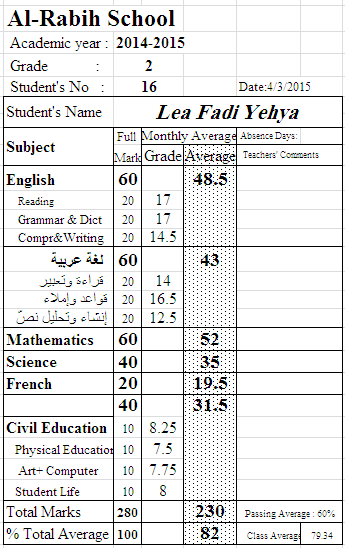 Al-Rabih School
Academic year : 2014-2015
Grade : 2
Student's No : 16 Date:4/3/2015
Student's Name Lea Fadi Yehya
Subject Full Mark Monthly Average Absence Days:
Grade Average Teachers' Comments
English 60 48.5
Reading 20 17
Grammar & Dict 20 17
Compr&Writing 20 14.5
لغة عربية 60 43
قراءة وتعبير 20 14
قواعد وإملاء 20 16.5
إنشاء وتحليل نصّ 20 12.5
Mathematics 60 52
Science 40 35
French 20 19.5
40 31.5
Civil Education 10 8.25
Physical Education 10 7.5
Art+ Computer 10 7.75
Student Life 10 8
Total Marks 280 230 Passing Average : 60%
% Total Average 100 82 Class Average 79.34